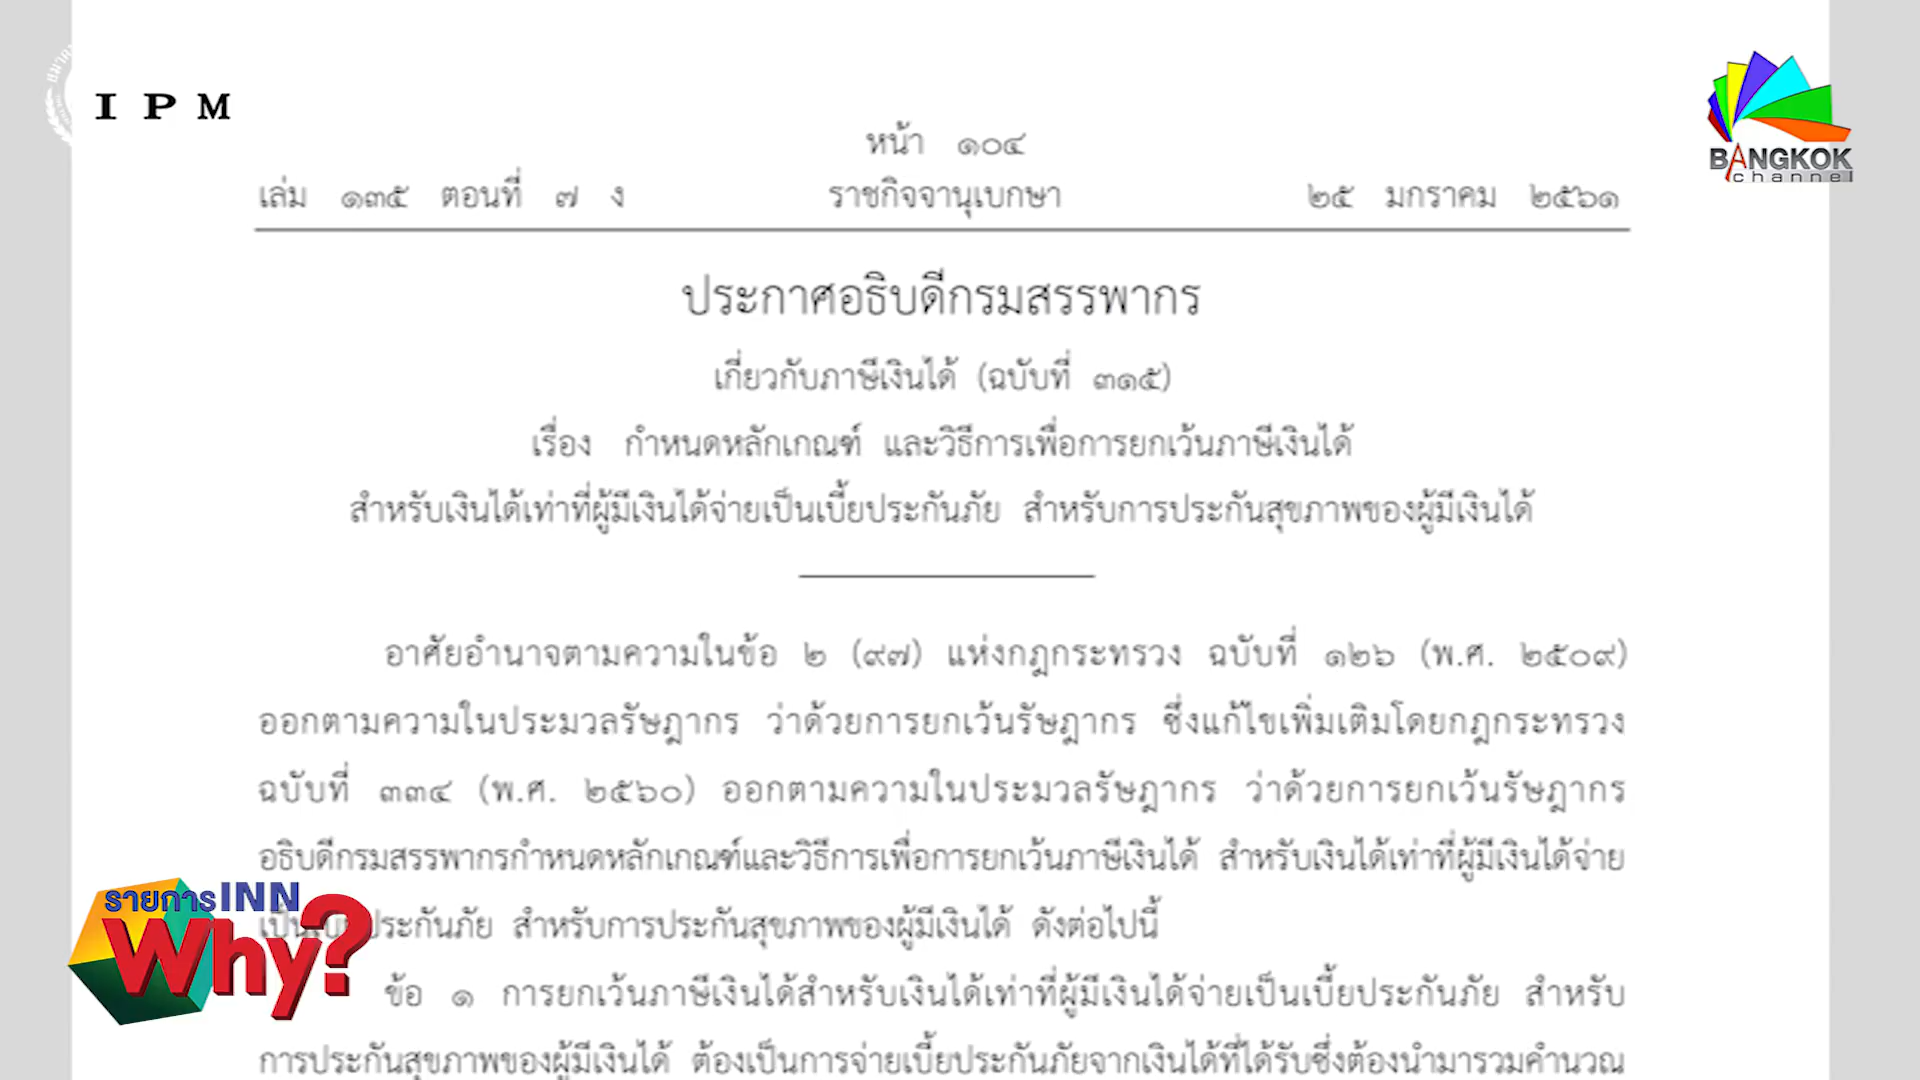 IPM
BANGKOK
channel
หน้า ๑๐๔
เล่ม ๑๓๕ ตอนที่ ๗ ง ราชกิจจานุเบกษา ๒๕ มกราคม ๒๕๖๑
ประกาศอธิบดีกรมสรรพากร
เกี่ยวกับภาษีเงินได้ (ฉบับที่ ๓๑๕)
เรื่อง กำหนดหลักเกณฑ์ และวิธีการเพื่อการยกเว้นภาษีเงินได้
สำหรับเงินได้เท่าที่ผู้มีเงินได้จ่ายเป็นเบี้ยประกันภัย สำหรับการประกันสุขภาพของผู้มีเงินได้
อาศัยอำนาจตามความในข้อ ๒ (๙๗) แห่งกฎกระทรวง ฉบับที่ ๑๒๖ (พ.ศ. ๒๕๐๙)
ออกตามความในประมวลรัษฎากร ว่าด้วยการยกเว้นรัษฎากร ซึ่งแก้ไขเพิ่มเติมโดยกฎกระทรวง
ฉบับที่ ๓๓๔ (พ.ศ. ๒๕๖๐) ออกตามความในประมวลรัษฎากร ว่าด้วยการยกเว้นรัษฎากร
อธิบดีกรมสรรพากรกำหนดหลักเกณฑ์และวิธีการเพื่อการยกเว้นภาษีเงินได้ สำหรับเงินได้เท่าที่ผู้มีเงินได้จ่าย
เป็นเบี้ยประกันภัย สำหรับการประกันสุขภาพของผู้มีเงินได้ ดังต่อไปนี้
ข้อ ๑ การยกเว้นภาษีเงินได้สำหรับเงินได้เท่าที่ผู้มีเงินได้จ่ายเป็นเบี้ยประกันภัย สำหรับ
การประกันสุขภาพของผู้มีเงินได้ ต้องเป็นการจ่ายเบี้ยประกันภัยจากเงินได้ที่ได้รับซึ่งต้องนำมารวมคำนวณ
รายการ INN
Why?